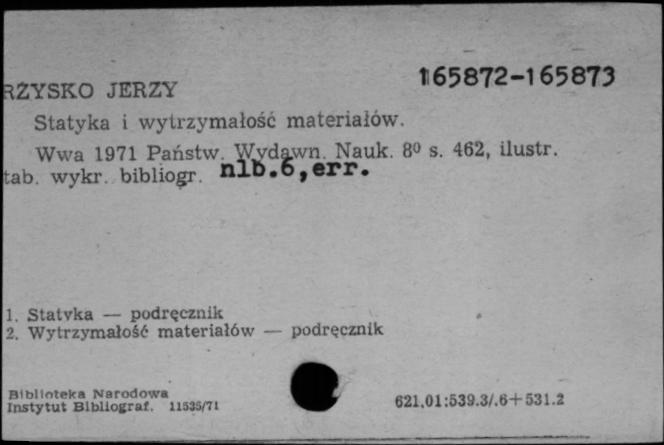 165872-165873
RŻYSKO JERZY
Statyka i wytrzymałość materiałów.
Wwa 1971 Państw. Wydawn. Nauk. 8º s. 462, ilustr.
tab. wykr. bibliogr. nlb.6,err.
1. Statyka — podręcznik
2. Wytrzymałość materiałów — podręcznik
Biblioteka Narodowa
Instytut Bibliograf. 11535/71
621.01:539.3/.6+531.2